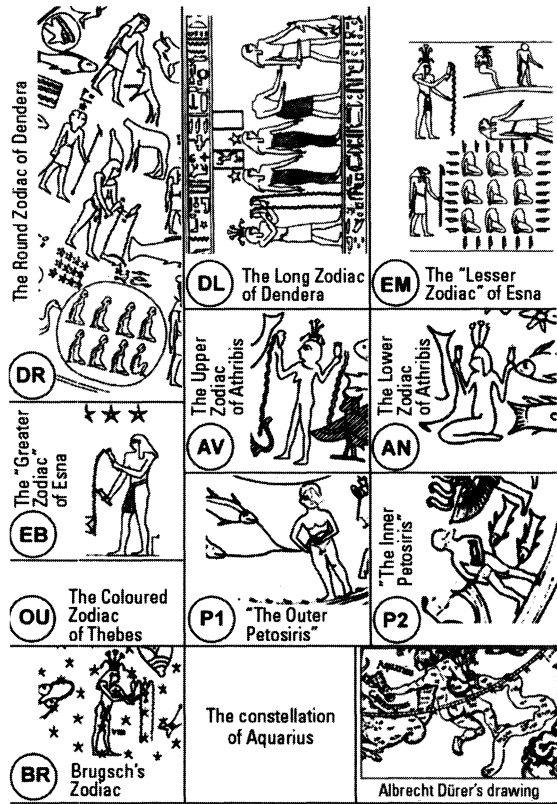 The Round Zodiac of Dendera
DR
DL
The Long Zodiac
of Dendera
EM
The "Lesser
Zodiac" of Esna
The Upper
Zodiac
of Athribis
AV
The Lower
Zodiac
of Athribis
AN
The "Greater
Zodiac"
of Esna
EB
OU
The Coloured
Zodiac
of Thebes
P1
"The Outer
Petosiris"
"The Inner
Petosiris"
P2
BR
Brugsch's
Zodiac
The constellation
of Aquarius
Aquarius
Albrecht Dürer's drawing